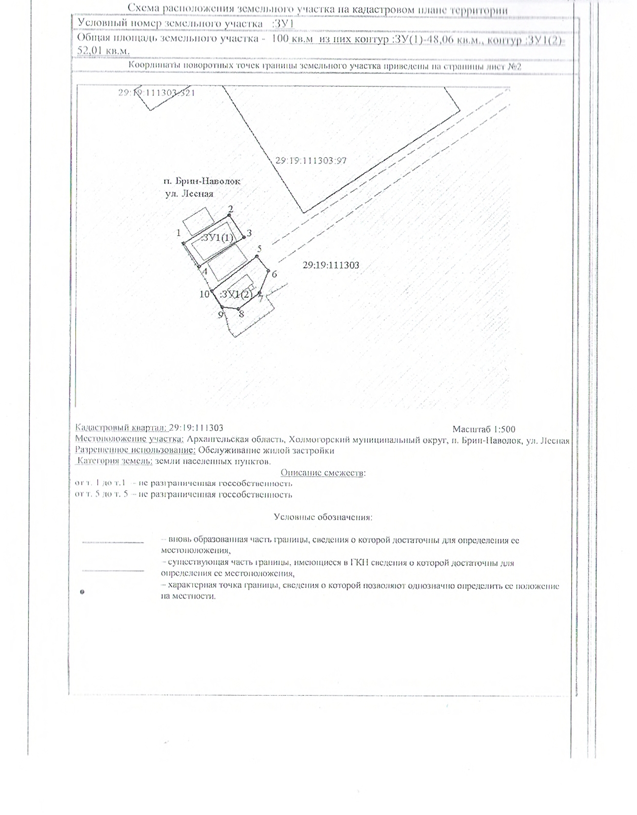 Схема расположения земельного участка на кадастровом плане территории
Условный номер земельного участка :ЗУ1
Общая площадь земельного участка - 100 кв.м из них контур :ЗУ(1)-48,06 кв.м., контур :ЗУ1(2)-
52,01 кв.м.
Координаты поворотных точек границы земельного участка приведены на страницы лист №2
29:19:111303:321
29:19:111303:97
п. Брин-Наволок
ул. Лесная
2
1
:ЗУ1(1)
3
5
4
29:19:111303
6
10
:ЗУ1(2)
7
9
8
Кадастровый квартал: 29:19:111303
Масштаб 1:500
Местоположение участка: Архангельская область, Холмогорский муниципальный округ, п. Брин-Наволок, ул. Лесная
Разрешенное использование: Обслуживание жилой застройки
Категория земель: земли населенных пунктов.
Описание смежеств:
от т. 1 до т.1 – не разграниченная госсобственность
от т. 5 до т. 5 – не разграниченная госсобственность
Условные обозначения:
– вновь образованная часть границы, сведения о которой достаточны для определения ее
местоположения,
– существующая часть границы, имеющиеся в ГКН сведения о которой достаточны для
определения ее местоположения,
– характерная точка границы, сведения о которой позволяют однозначно определить ее положение
на местности.